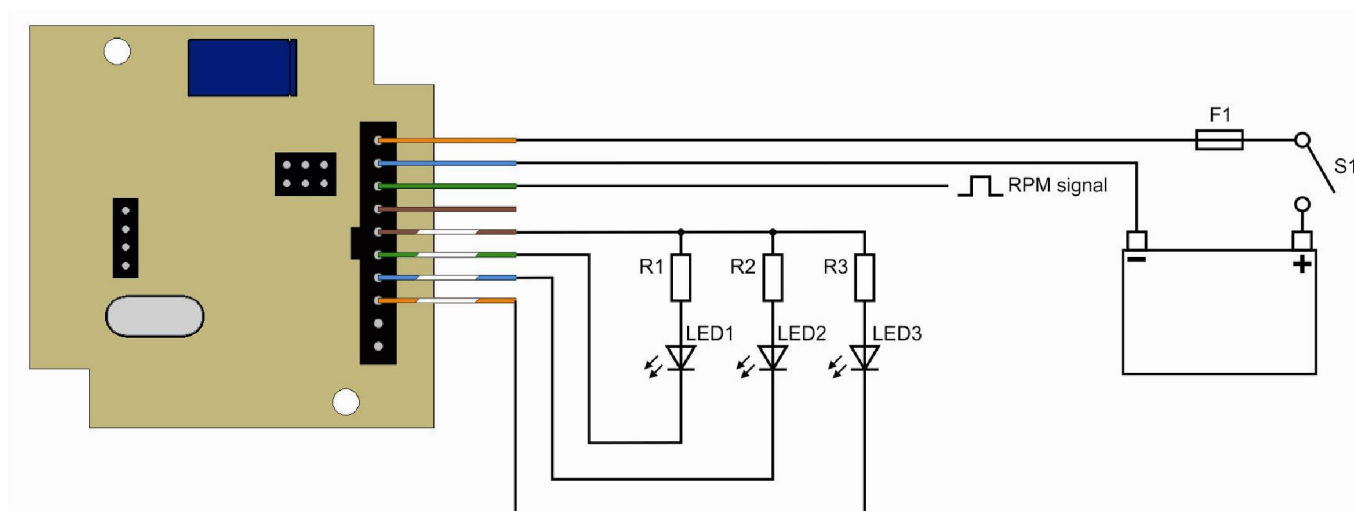 F1
S1
RPM signal
R1
R2
R3
LED1
LED2
LED3
−
+